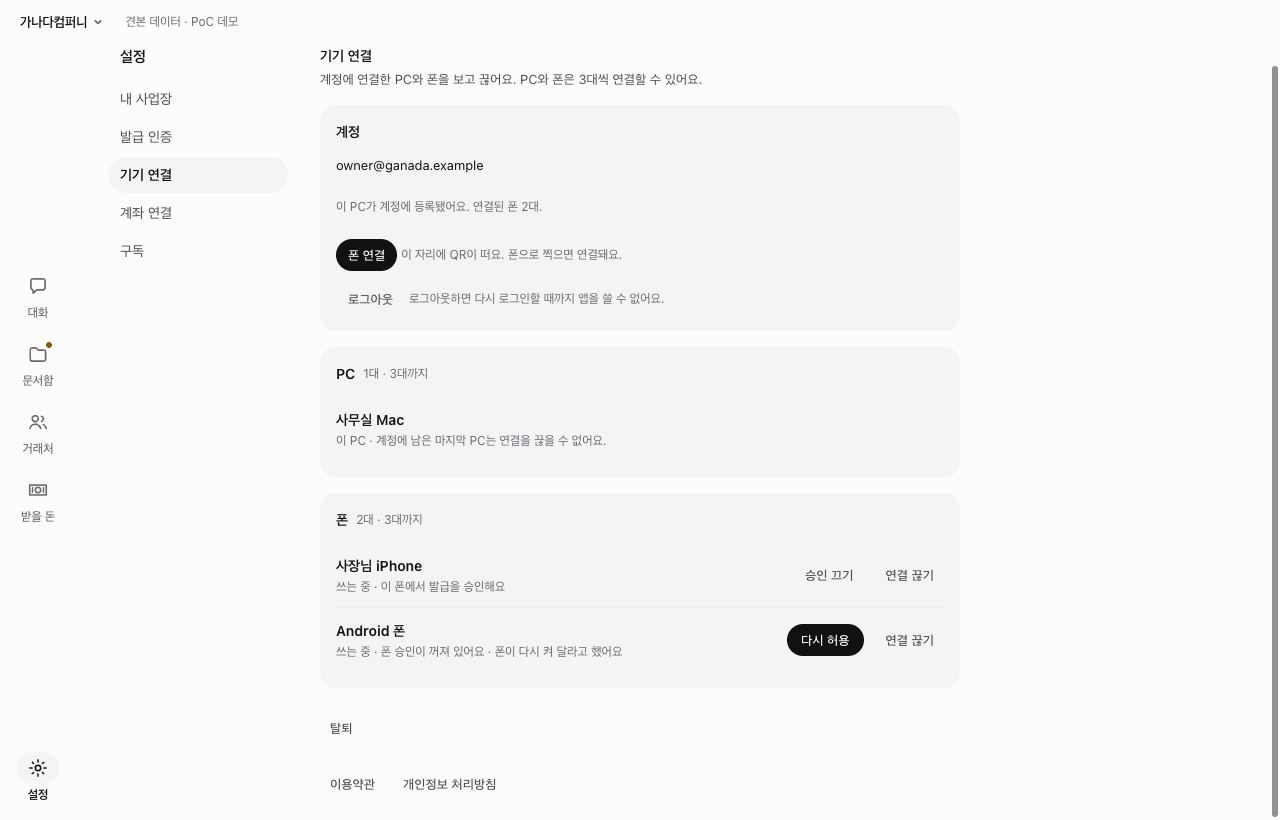 가나다컴퍼니
견본 데이터 · PoC 데모
설정
내 사업장
발급 인증
기기 연결
계좌 연결
구독
대화
문서함
거래처
받을 돈
설정
기기 연결
계정에 연결한 PC와 폰을 보고 끊어요. PC와 폰은 3대씩 연결할 수 있어요.
계정
owner@ganada.example
이 PC가 계정에 등록됐어요. 연결된 폰 2대.
폰 연결 이 자리에 QR이 떠요. 폰으로 찍으면 연결돼요.
로그아웃 로그아웃하면 다시 로그인할 때까지 앱을 쓸 수 없어요.
PC 1대 · 3대까지
사무실 Mac
이 PC · 계정에 남은 마지막 PC는 연결을 끊을 수 없어요.
폰 2대 · 3대까지
사장님 iPhone
쓰는 중 · 이 폰에서 발급을 승인해요
승인 끄기 연결 끊기
Android 폰
쓰는 중 · 폰 승인이 꺼져 있어요 · 폰이 다시 켜 달라고 했어요
다시 허용 연결 끊기
탈퇴
이용약관 개인정보 처리방침